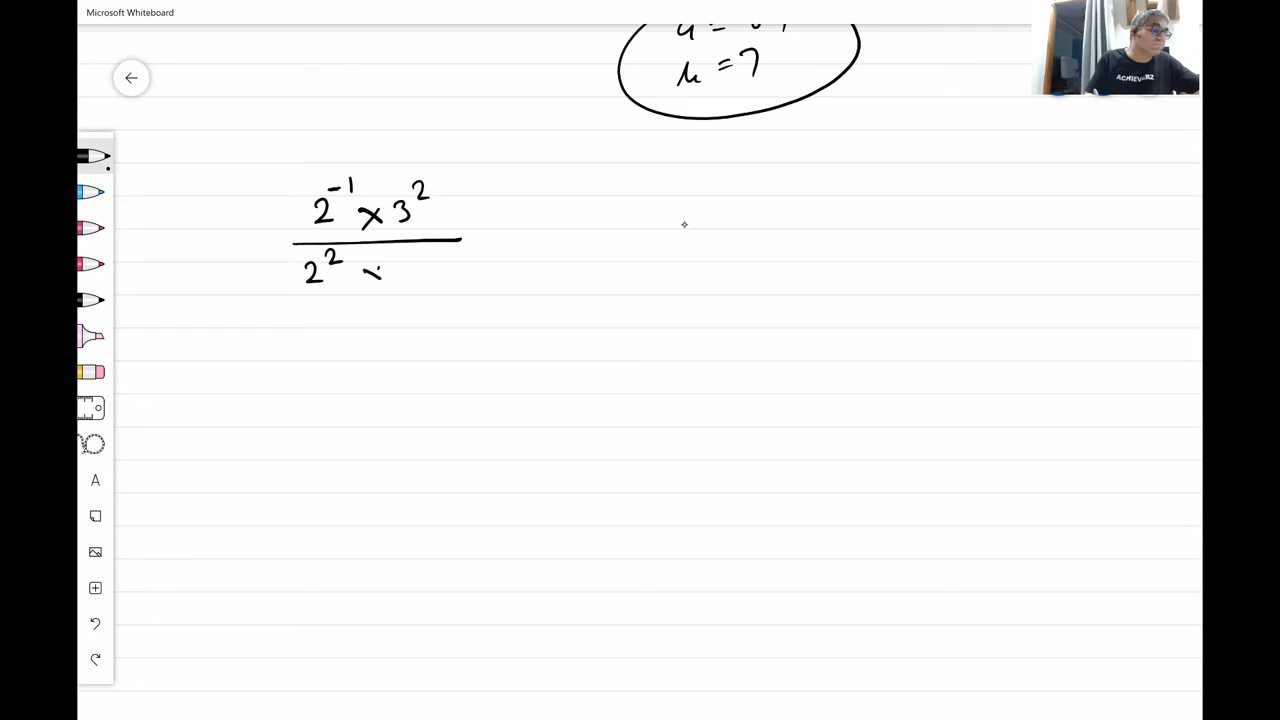 Microsoft Whiteboard
= 7
ACHIEVERZ
2⁻¹ × 3²
2² ×
A